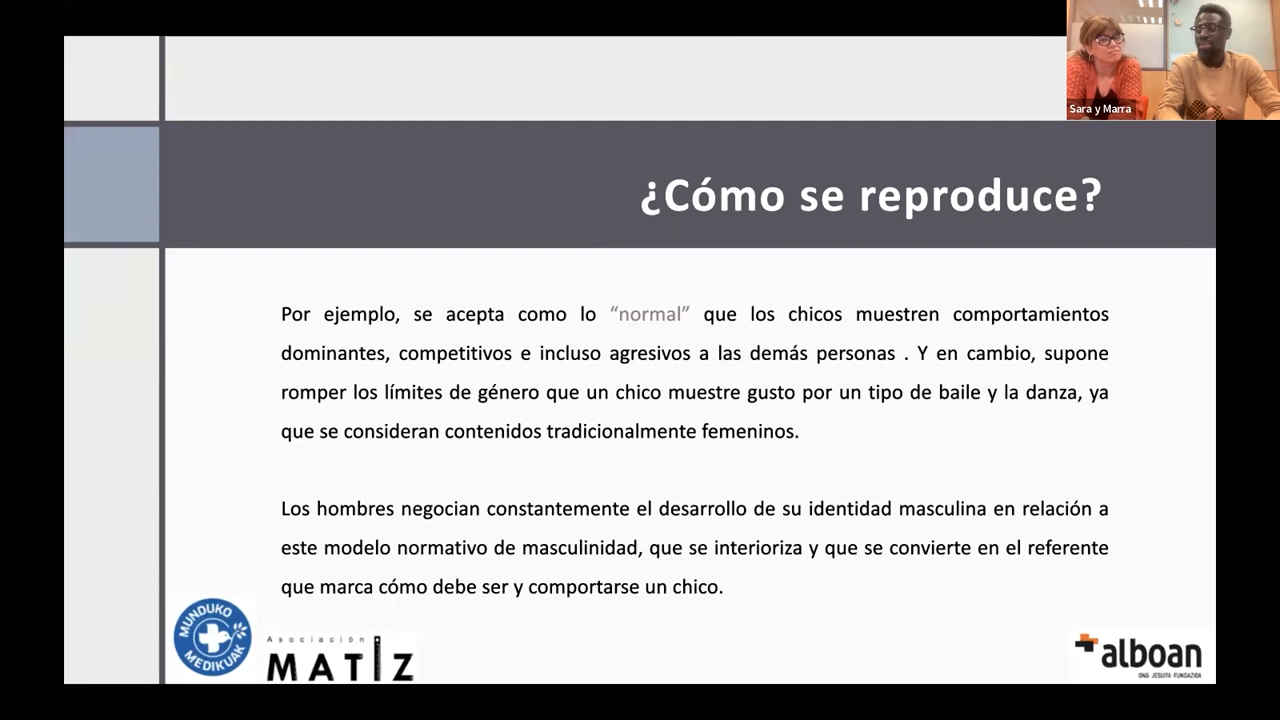 Sara y Marra
¿Cómo se reproduce?
Por ejemplo, se acepta como lo “normal” que los chicos muestren comportamientos
dominantes, competitivos e incluso agresivos a las demás personas . Y en cambio, supone
romper los límites de género que un chico muestre gusto por un tipo de baile y la danza, ya
que se consideran contenidos tradicionalmente femeninos.
Los hombres negocian constantemente el desarrollo de su identidad masculina en relación a
este modelo normativo de masculinidad, que se interioriza y que se convierte en el referente
que marca cómo debe ser y comportarse un chico.
MUNDUKO
MEDIKUAK
Asociación
MATIZ
alboan
ONG JESUITA FUNDAZIOA